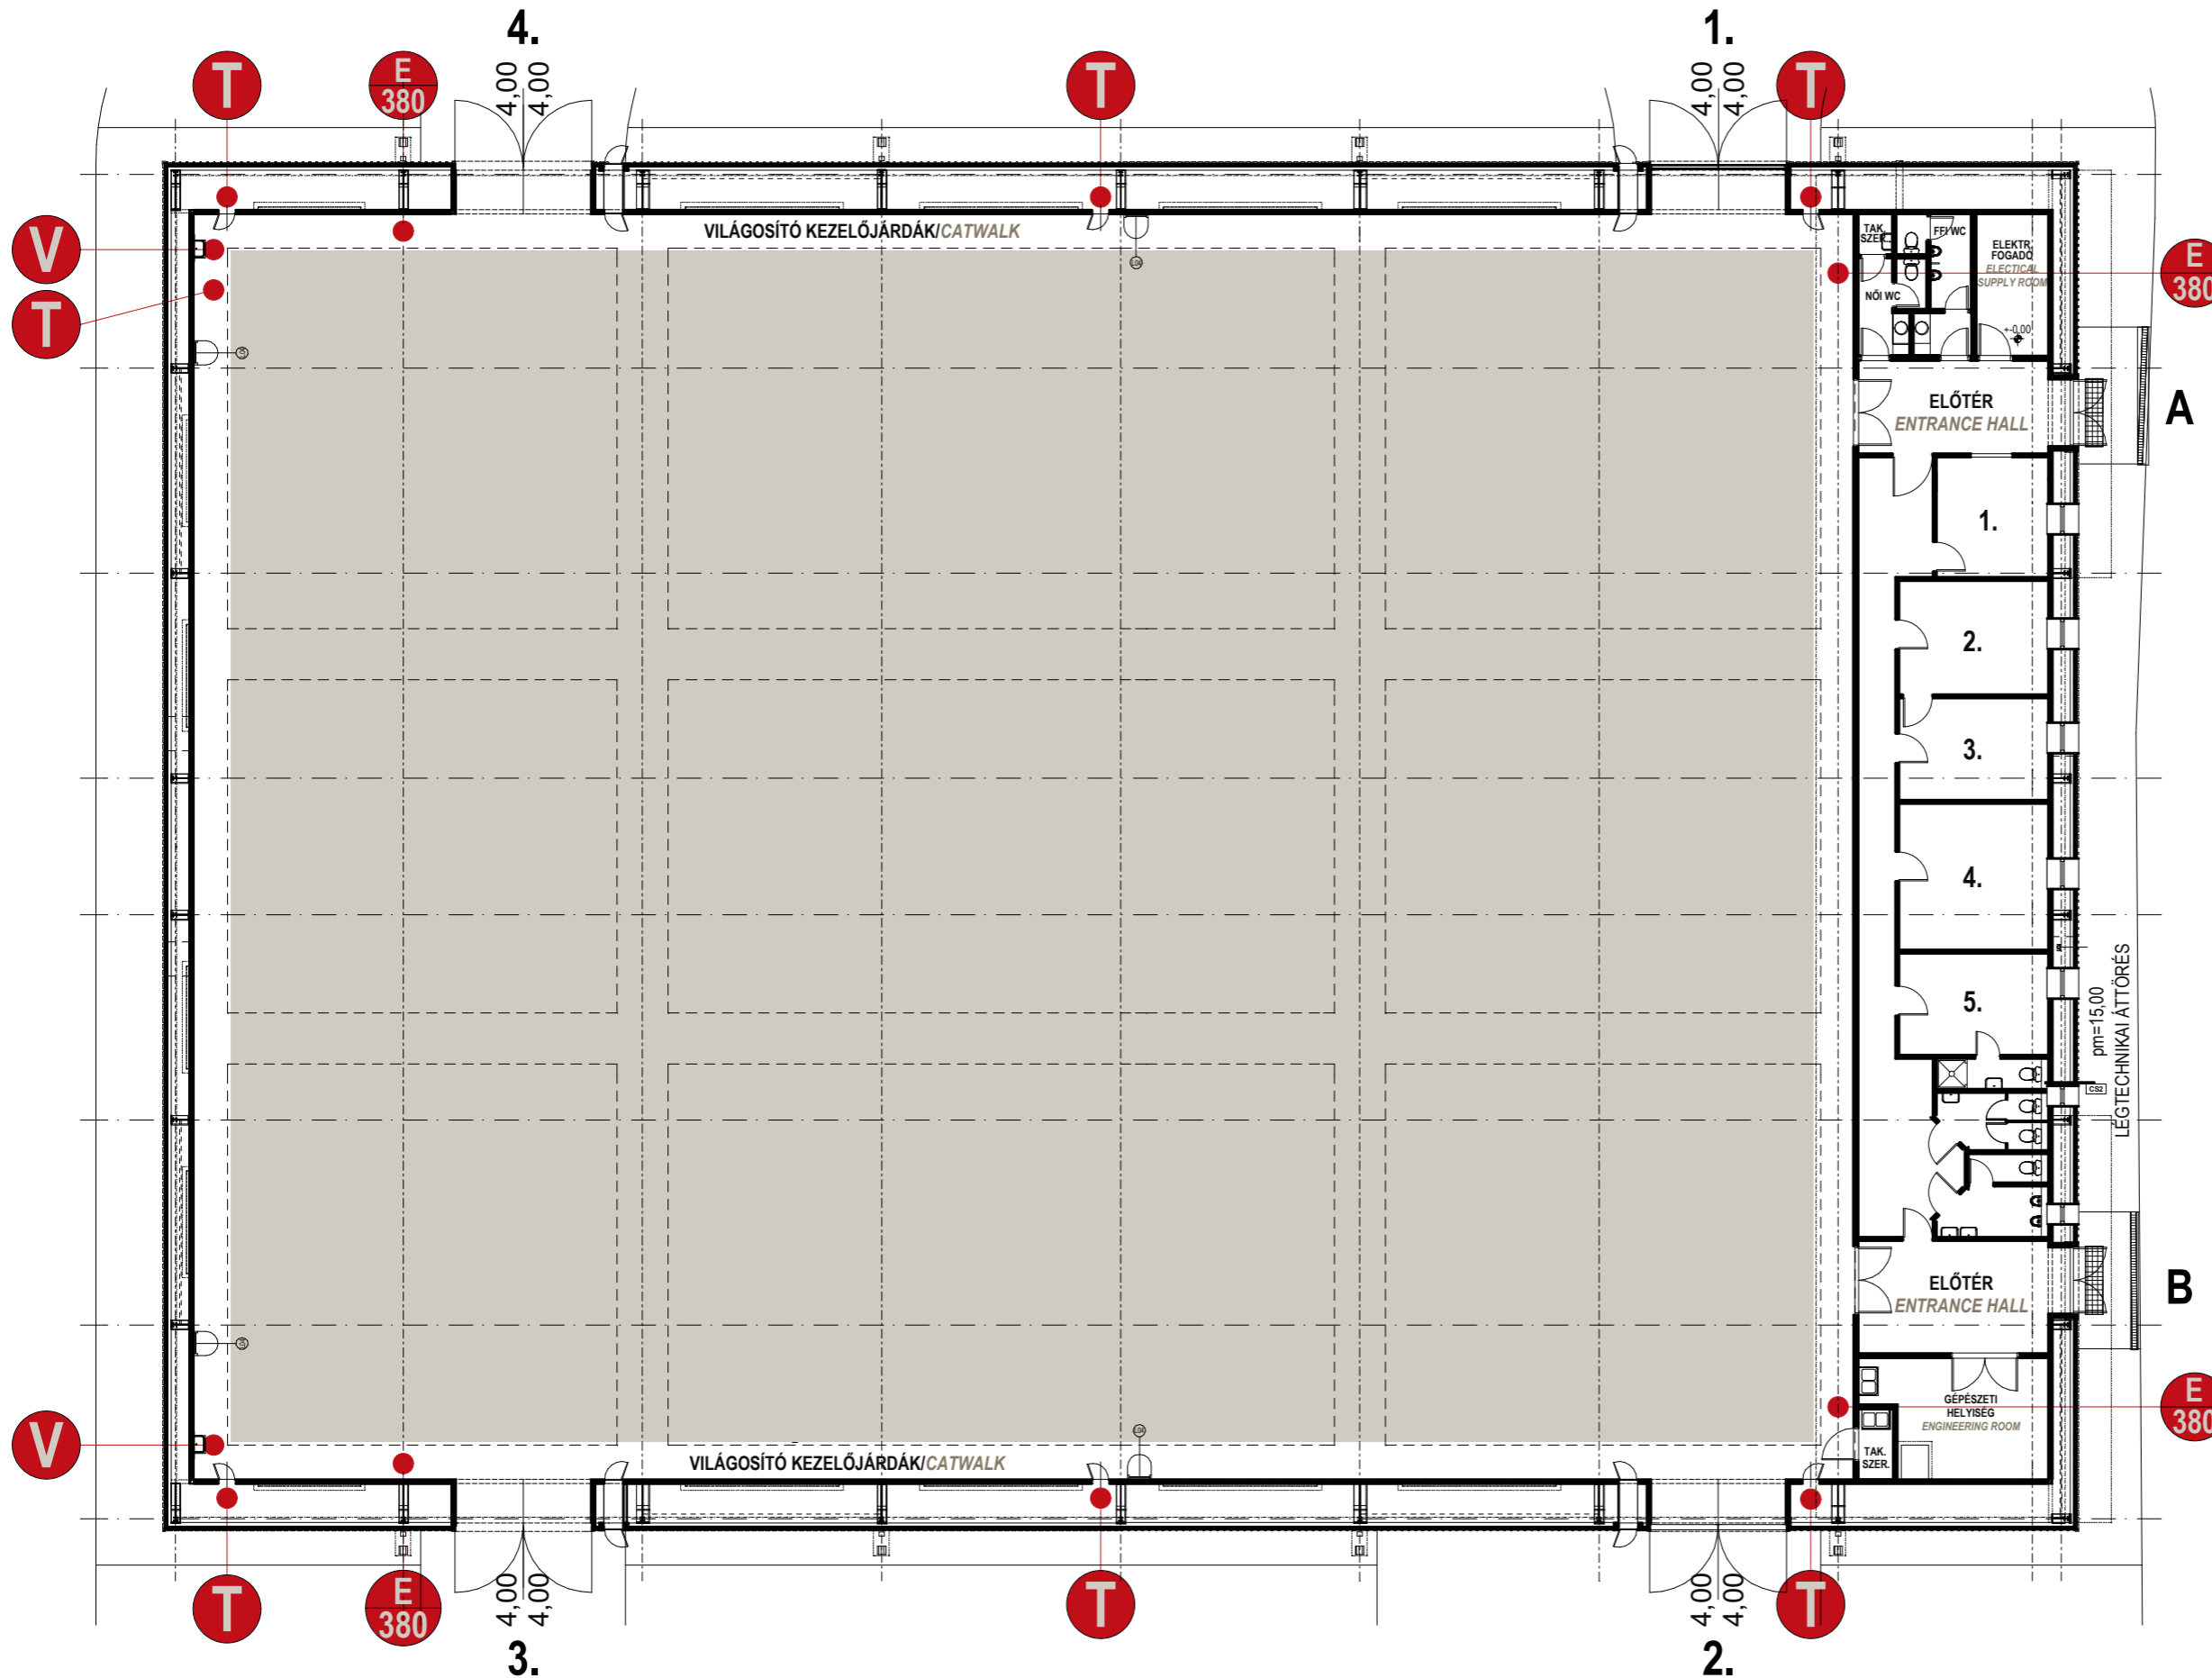 4.
1.
T
E
380
4,00
4,00
T
4,00
4,00
T
V
T
VILÁGOSÍTÓ KEZELŐJÁRDÁK/CATWALK
TAK.
SZER.
FFI WC
NŐI WC
ELEKTR.
FOGADÓ
ELECTICAL
SUPPLY ROOM
+-0,00
E
380
ELŐTÉR
ENTRANCE HALL
A
1.
2.
3.
4.
5.
pm=15,00
LÉGTECHNIKAI ÁTTÖRÉS
CS2
ELŐTÉR
ENTRANCE HALL
B
GÉPÉSZETI
HELYISÉG
ENGINEERING ROOM
TAK.
SZER.
E
380
V
VILÁGOSÍTÓ KEZELŐJÁRDÁK/CATWALK
T
E
380
4,00
4,00
T
4,00
4,00
T
3.
2.